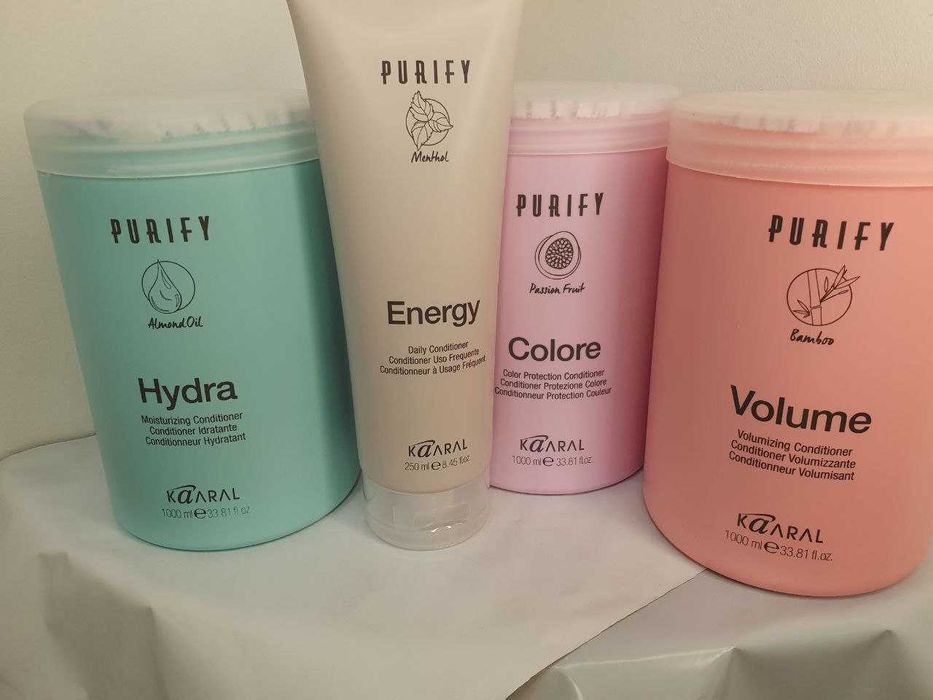 PURIFY
Almond Oil
Hydra
Moisturizing Conditioner
Conditioner Idratante
Conditionneur Hydratant
KaARAL
1000 ml e 33.81 fl.oz.
PURIFY
Menthol
Energy
Daily Conditioner
Conditioner Uso Frequente
Conditionneur à Usage Fréquent
KaARAL
250 ml e 8.45 fl.oz.
PURIFY
Passion Fruit
Colore
Color Protection Conditioner
Conditioner Protezione Colore
Conditionneur Protection Couleur
KaARAL
1000 ml e 33.81 fl.oz.
PURIFY
Bamboo
Volume
Volumizing Conditioner
Conditioner Volumizzante
Conditionneur Volumisant
KaARAL
1000 ml e 33.81 fl.oz.